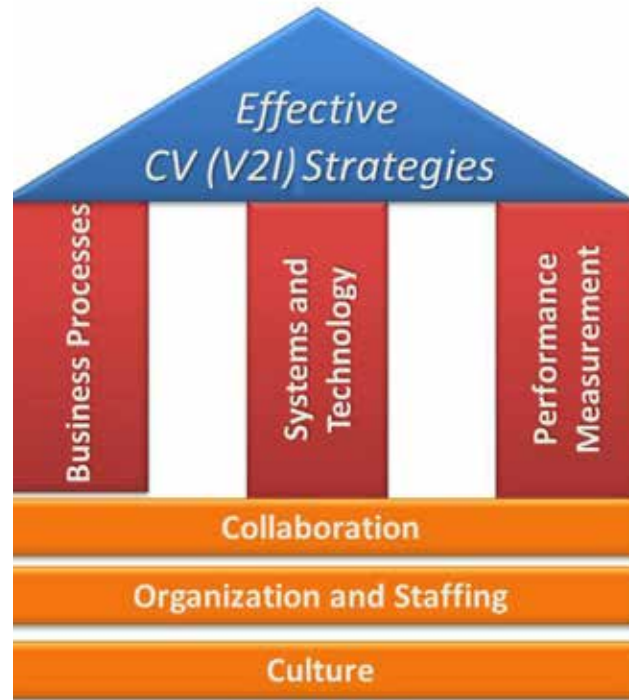 Effective
CV (V2I) Strategies
Business Processes
Systems and
Technology
Performance
Measurement
Collaboration
Organization and Staffing
Culture